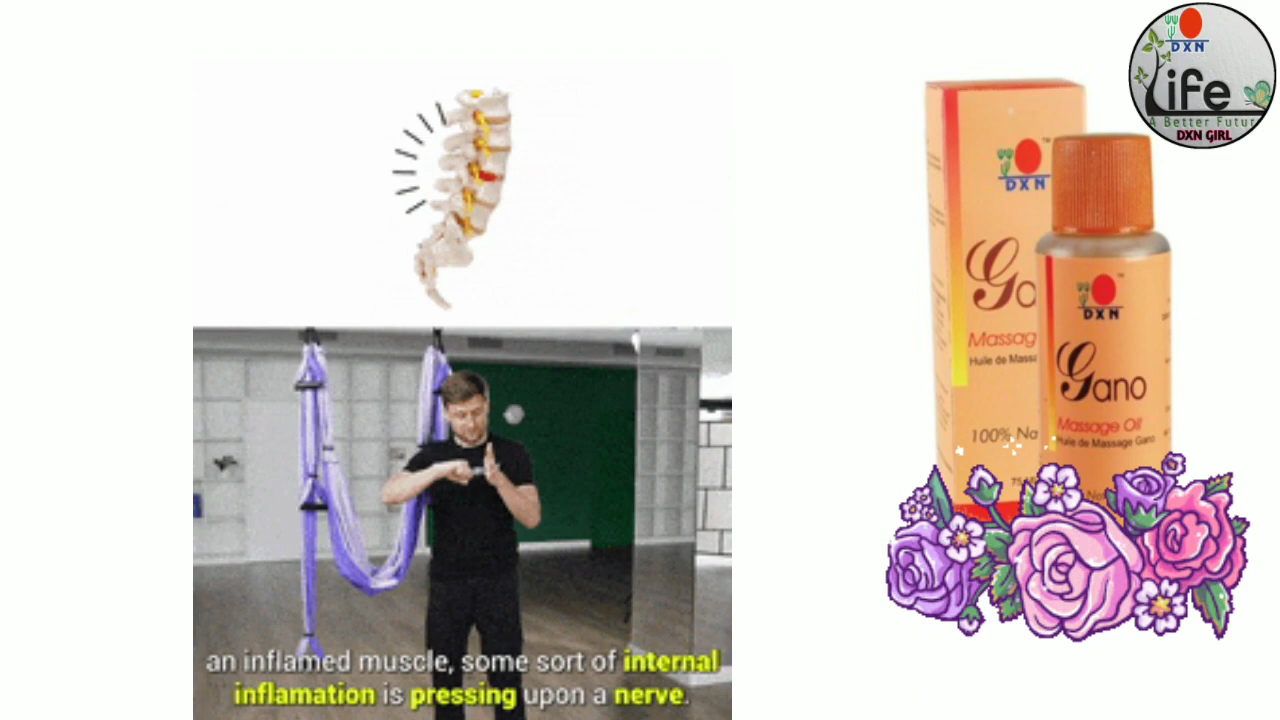 DXN
Life
A Better Futur
DXN GIRL
DXN
Massag
Huile de Massa
100% Na
DXN
Gano
Massage Oil
Huile de Massage Gano
an inflamed muscle, some sort of internal
inflamation is pressing upon a nerve.